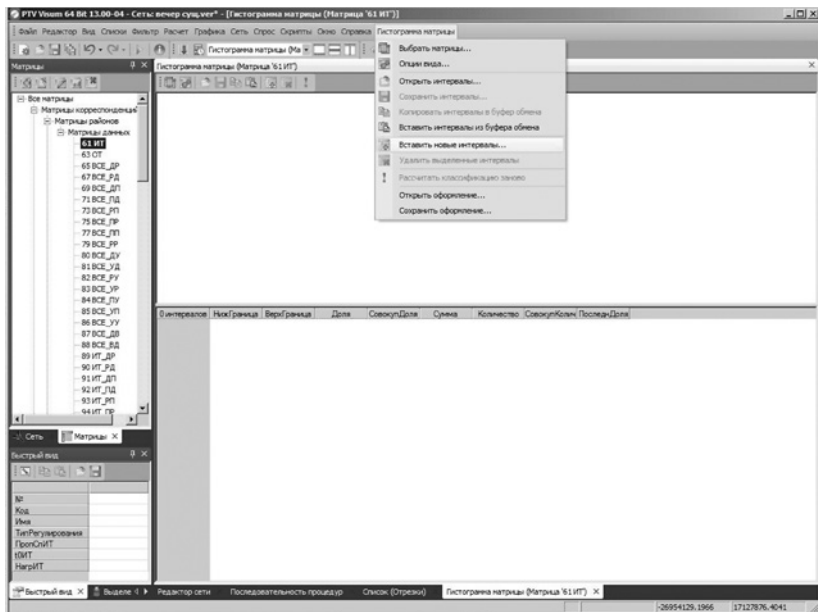 PTV Visum 64 Bit 13.00-04 - Сеть: вечер сущ.ver* - [Гистограмма матрицы (Матрица '61 ИТ')]
Файл Редактор Вид Списки Фильтр Расчет Графика Сеть Спрос Скрипты Окно Справка Гистограмма матрицы
Гистограмма матрицы (Ма
Матрицы
Все матрицы
Матрицы корреспонденций
Матрицы районов
Матрицы данных
61 ИТ
63 ОТ
65 ВСЕ_ДР
67 ВСЕ_РД
69 ВСЕ_ДП
71 ВСЕ_ПД
73 ВСЕ_РП
75 ВСЕ_ПР
77 ВСЕ_ПП
79 ВСЕ_РР
80 ВСЕ_ДУ
81 ВСЕ_УД
82 ВСЕ_РУ
83 ВСЕ_УР
84 ВСЕ_ПУ
85 ВСЕ_УП
86 ВСЕ_УУ
87 ВСЕ_ДВ
88 ВСЕ_ВД
89 ИТ_ДР
90 ИТ_РД
91 ИТ_ДП
92 ИТ_ПД
93 ИТ_РП
94 ИТ_ПР
Сеть
Матрицы
Быстрый вид
№
Код
Имя
ТипРегулирования
ПропСпИТ
t0ИТ
НагрИТ
Быстрый вид
Выделе
Гистограмма матрицы (Матрица '61 ИТ')
Выбрать матрицы...
Опции вида...
Открыть интервалы...
Сохранить интервалы...
Копировать интервалы в буфер обмена
Вставить интервалы из буфера обмена
Вставить новые интервалы...
Удалить выделенные интервалы
Рассчитать классификацию заново
Открыть оформление...
Сохранить оформление...
0 интервалов НижГраница ВерхГраница Доля СовокупДоля Сумма Количество СовокупКолич ПоследнДоля
Редактор сети Последовательность процедур Список (Отрезки) Гистограмма матрицы (Матрица '61 ИТ')
-26954129.1966 17127876.4041